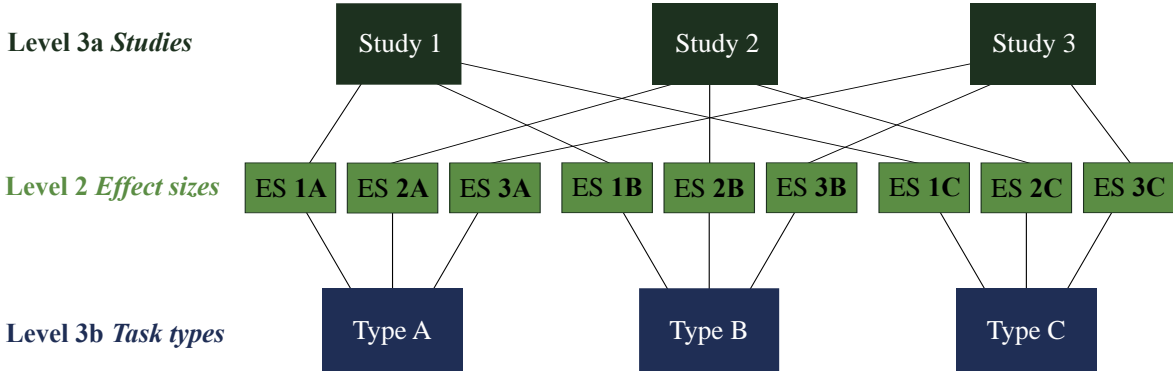 Level 3a Studies
Study 1
Study 2
Study 3
Level 2 Effect sizes
ES 1A
ES 2A
ES 3A
ES 1B
ES 2B
ES 3B
ES 1C
ES 2C
ES 3C
Level 3b Task types
Type A
Type B
Type C